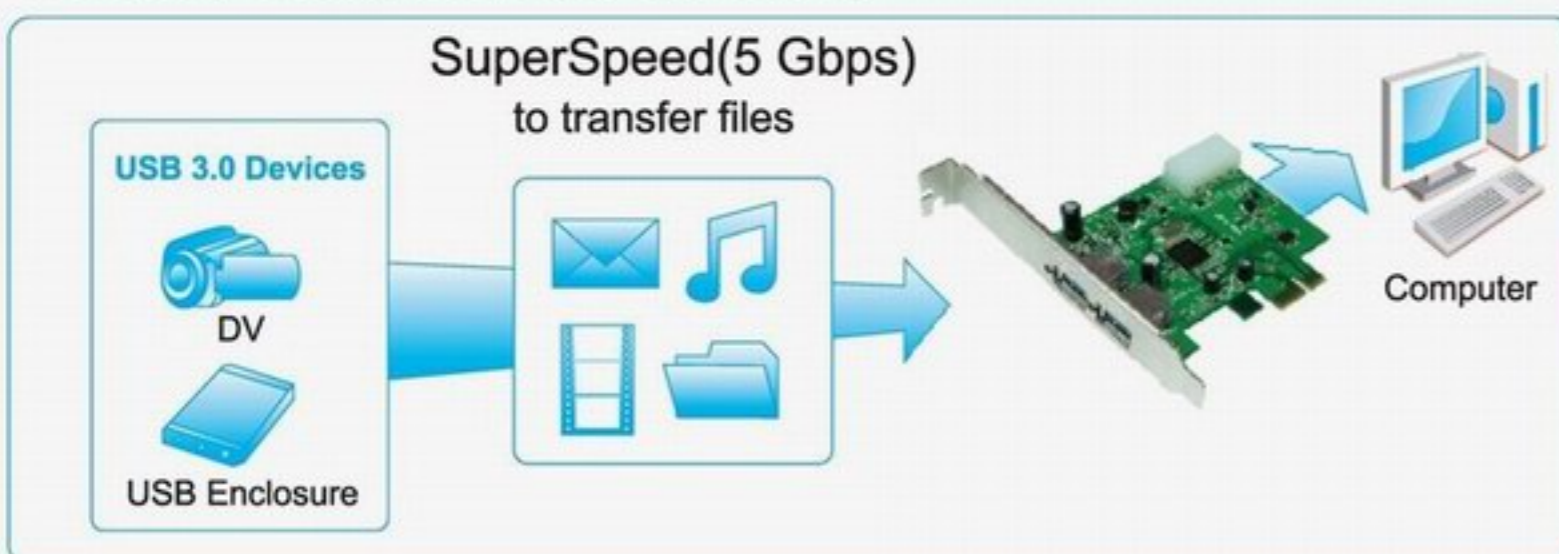 SuperSpeed(5 Gbps)
to transfer files
USB 3.0 Devices
DV
USB Enclosure
Computer